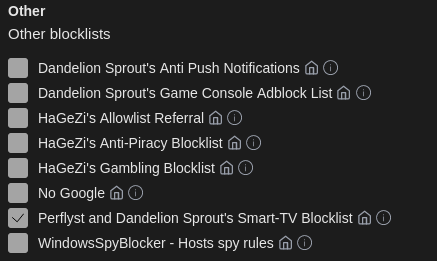 Other
Other blocklists
Dandelion Sprout's Anti Push Notifications
Dandelion Sprout's Game Console Adblock List
HaGeZi's Allowlist Referral
HaGeZi's Anti-Piracy Blocklist
HaGeZi's Gambling Blocklist
No Google
Perflyst and Dandelion Sprout's Smart-TV Blocklist
WindowsSpyBlocker - Hosts spy rules